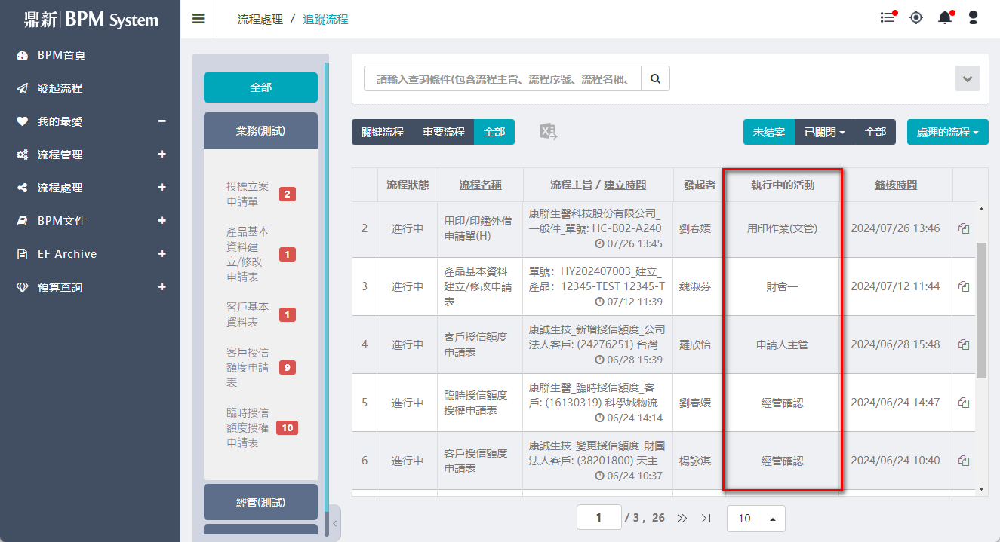 鼎新 BPM System
BPM首頁
發起流程
我的最愛
流程管理
流程處理
BPM文件
EF Archive
預算查詢
流程處理 / 追蹤流程
全部
業務(測試)
投標立案
申請單
2
產品基本
資料建
立/修改
申請表
1
客戶基本
資料表
1
客戶授信
額度申請
表
9
臨時授信
額度授權
申請表
10
經管(測試)
請輸入查詢條件(包含流程主旨、流程序號、流程名稱、
關鍵流程 重要流程 全部
未結案 已關閉 全部 處理的流程
流程狀態 流程名稱 流程主旨 / 建立時間 發起者 執行中的活動 簽核時間
2
進行中
用印/印鑑外借
申請單(H)
康聯生醫科技股份有限公司_
一般件_單號: HC-B02-A240
07/26 13:45
劉春媛
用印作業(文管)
2024/07/26 13:46
3
進行中
產品基本資料
建立/修改申請
表
單號：HY202407003_建立_
產品：12345-TEST 12345-T
07/12 11:39
魏淑芬
財會一
2024/07/12 11:44
4
進行中
客戶授信額度
申請表
康誠生技_新增授信額度_公司
法人客戶: (24276251) 台灣
06/28 15:39
羅欣怡
申請人主管
2024/06/28 15:48
5
進行中
臨時授信額度
授權申請表
康聯生醫_臨時授信額度_客
戶: (16130319) 科學城物流
06/24 14:14
劉春媛
經管確認
2024/06/24 14:47
6
進行中
客戶授信額度
申請表
康誠生技_變更授信額度_財團
法人客戶: (38201800) 天主
06/24 10:37
楊詠淇
經管確認
2024/06/24 10:40
1 / 3 , 26 10